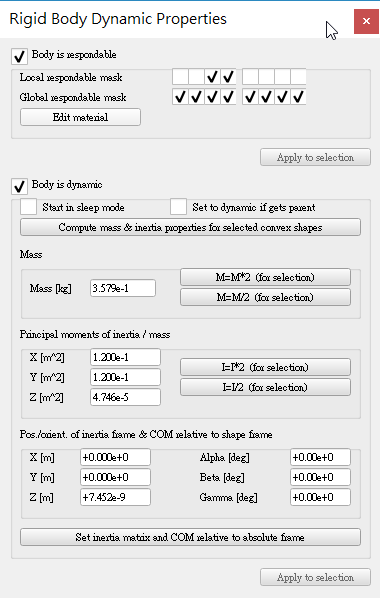 Rigid Body Dynamic Properties
Body is respondable
Local respondable mask
Global respondable mask
Edit material
Apply to selection
Body is dynamic
Start in sleep mode Set to dynamic if gets parent
Compute mass & inertia properties for selected convex shapes
Mass
Mass [kg] 3.579e-1 M=M*2 (for selection)
M=M/2 (for selection)
Principal moments of inertia / mass
X [m^2] 1.200e-1 I=I*2 (for selection)
Y [m^2] 1.200e-1 I=I/2 (for selection)
Z [m^2] 4.746e-5
Pos./orient. of inertia frame & COM relative to shape frame
X [m] +0.000e+0 Alpha [deg] +0.00e+0
Y [m] +0.000e+0 Beta [deg] +0.00e+0
Z [m] +7.452e-9 Gamma [deg] +0.00e+0
Set inertia matrix and COM relative to absolute frame
Apply to selection